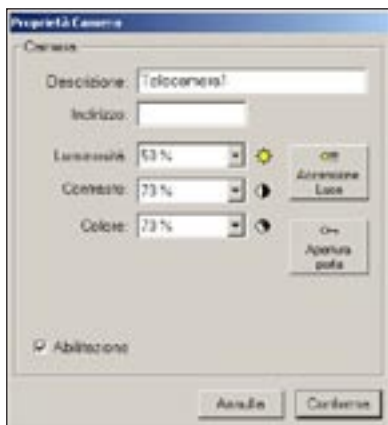 Proprietà Camera
Camera
Descrizione: Telecamera1
Indirizzo:
Luminosità: 53 %
Contrasto: 73 %
Colore: 73 %
Accensione
Luce
Apertura
porta
Abilitazione
Annulla
Conferma